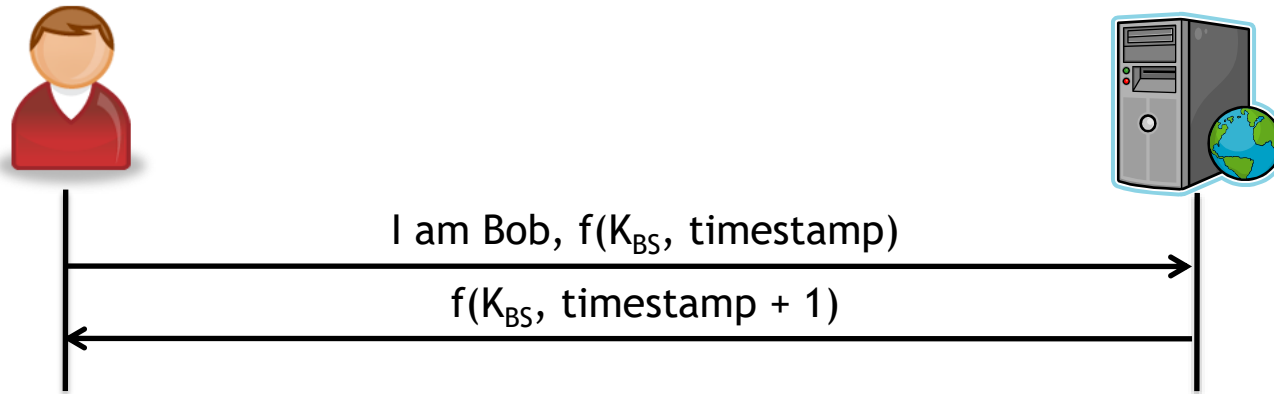 I am Bob, f(K_BS, timestamp)
f(K_BS, timestamp + 1)